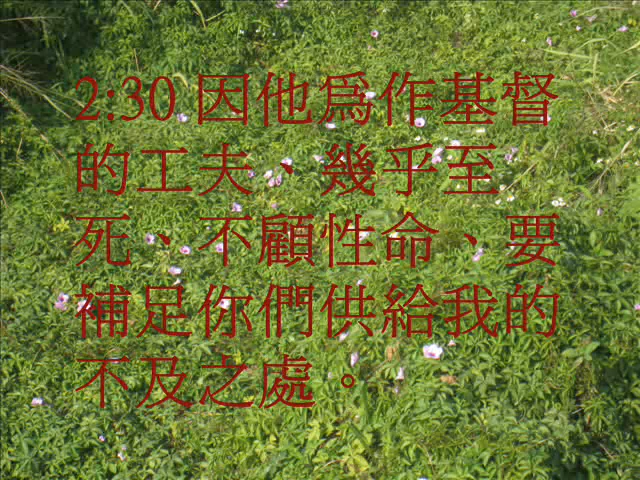 2:30 因他爲作基督
的工夫、幾乎至
死、不顧性命、要
補足你們供給我的
不及之處。